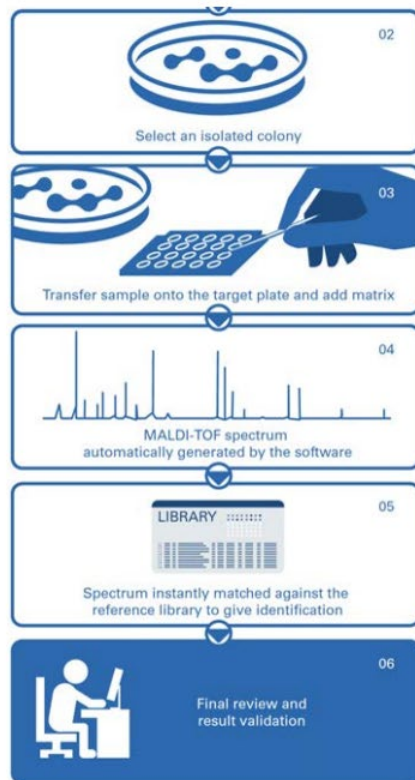 02
Select an isolated colony
03
Transfer sample onto the target plate and add matrix
04
MALDI-TOF spectrum
automatically generated by the software
05
LIBRARY
Spectrum instantly matched against the
reference library to give identification
06
Final review and
result validation